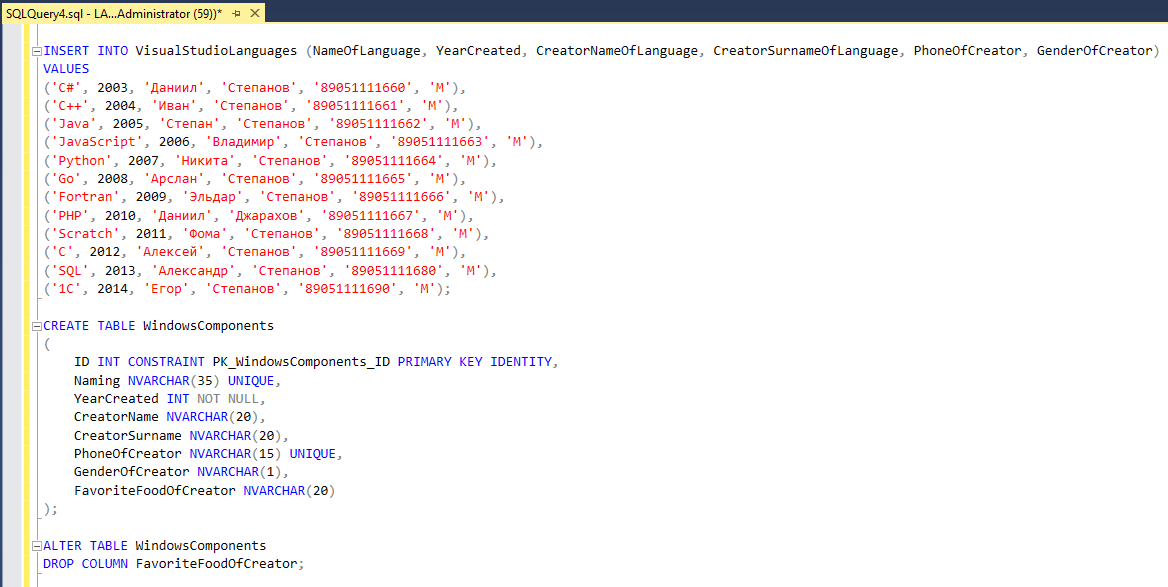 SQLQuery4.sql - LA...Administrator (59))*
INSERT INTO VisualStudioLanguages (NameOfLanguage, YearCreated, CreatorNameOfLanguage, CreatorSurnameOfLanguage, PhoneOfCreator, GenderOfCreator)
VALUES
('C#', 2003, 'Даниил', 'Степанов', '89051111660', 'М'),
('C++', 2004, 'Иван', 'Степанов', '89051111661', 'М'),
('Java', 2005, 'Степан', 'Степанов', '89051111662', 'М'),
('JavaScript', 2006, 'Владимир', 'Степанов', '89051111663', 'М'),
('Python', 2007, 'Никита', 'Степанов', '89051111664', 'М'),
('Go', 2008, 'Арслан', 'Степанов', '89051111665', 'М'),
('Fortran', 2009, 'Эльдар', 'Степанов', '89051111666', 'М'),
('PHP', 2010, 'Даниил', 'Джарахов', '89051111667', 'М'),
('Scratch', 2011, 'Фома', 'Степанов', '89051111668', 'М'),
('C', 2012, 'Алексей', 'Степанов', '89051111669', 'М'),
('SQL', 2013, 'Александр', 'Степанов', '89051111680', 'М'),
('1C', 2014, 'Егор', 'Степанов', '89051111690', 'М');
CREATE TABLE WindowsComponents
(
ID INT CONSTRAINT PK_WindowsComponents_ID PRIMARY KEY IDENTITY,
Naming NVARCHAR(35) UNIQUE,
YearCreated INT NOT NULL,
CreatorName NVARCHAR(20),
CreatorSurname NVARCHAR(20),
PhoneOfCreator NVARCHAR(15) UNIQUE,
GenderOfCreator NVARCHAR(1),
FavoriteFoodOfCreator NVARCHAR(20)
);
ALTER TABLE WindowsComponents
DROP COLUMN FavoriteFoodOfCreator;